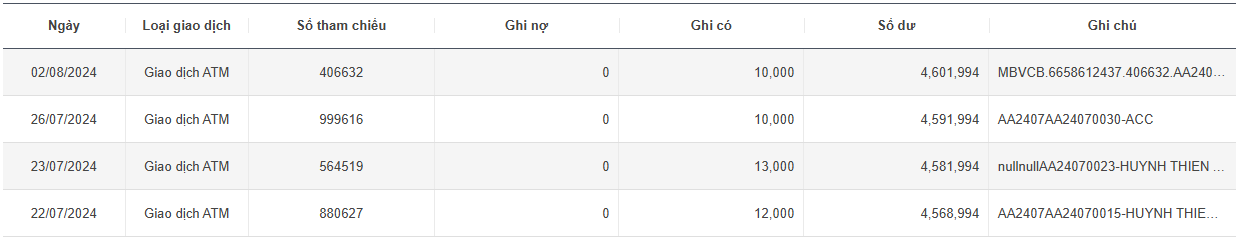 Ngày Loại giao dịch Số tham chiếu Ghi nợ Ghi có Số dư Ghi chú
02/08/2024 Giao dịch ATM 406632 0 10,000 4,601,994 MBVCB.6658612437.406632.AA240...
26/07/2024 Giao dịch ATM 999616 0 10,000 4,591,994 AA2407AA24070030-ACC
23/07/2024 Giao dịch ATM 564519 0 13,000 4,581,994 nullnullAA24070023-HUYNH THIEN ...
22/07/2024 Giao dịch ATM 880627 0 12,000 4,568,994 AA2407AA24070015-HUYNH THIE...